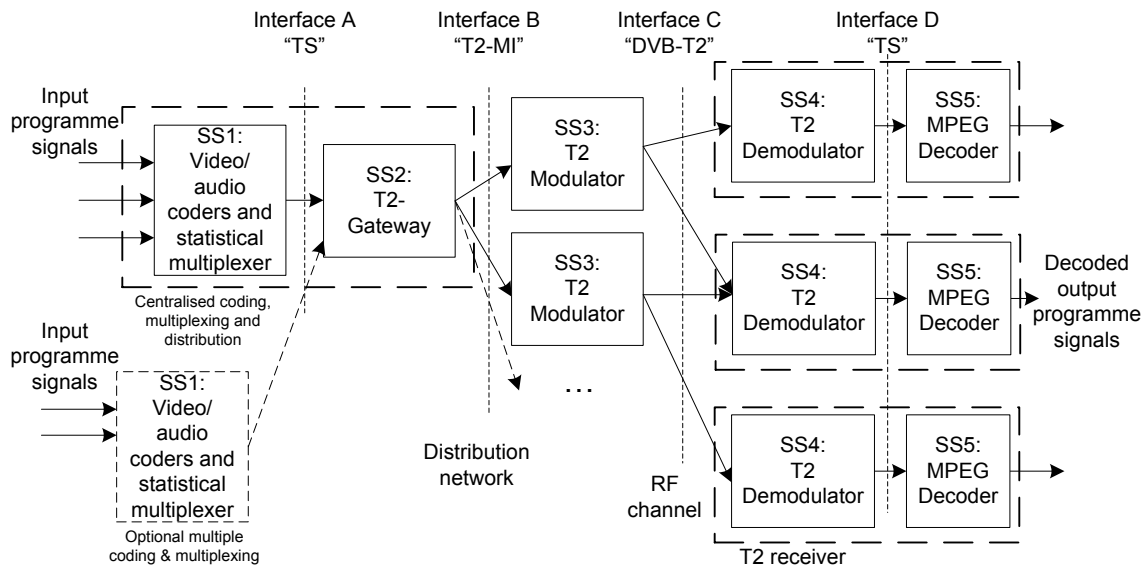 Interface A
“TS”
Interface B
“T2-MI”
Interface C
“DVB-T2”
Interface D
“TS”
Input
programme
signals
SS1:
Video/
audio
coders and
statistical
multiplexer
SS2:
T2-
Gateway
Centralised coding,
multiplexing and
distribution
Input
programme
signals
SS1:
Video/
audio
coders and
statistical
multiplexer
Optional multiple
coding & multiplexing
SS3:
T2
Modulator
SS3:
T2
Modulator
...
Distribution
network
RF
channel
SS4:
T2
Demodulator
SS5:
MPEG
Decoder
SS4:
T2
Demodulator
SS5:
MPEG
Decoder
Decoded
output
programme
signals
SS4:
T2
Demodulator
SS5:
MPEG
Decoder
T2 receiver